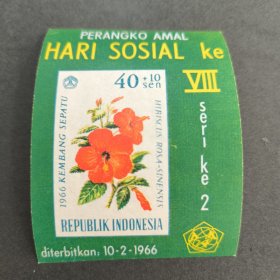 PERANGKO AMAL
HARI SOSIAL ke
VIII
seri ke 2
40 +10
sen
1966 KEMBANG SEPATU
HIBISCUS ROSA-SINENSIS
REPUBLIK INDONESIA
diterbitkan: 10-2-1966